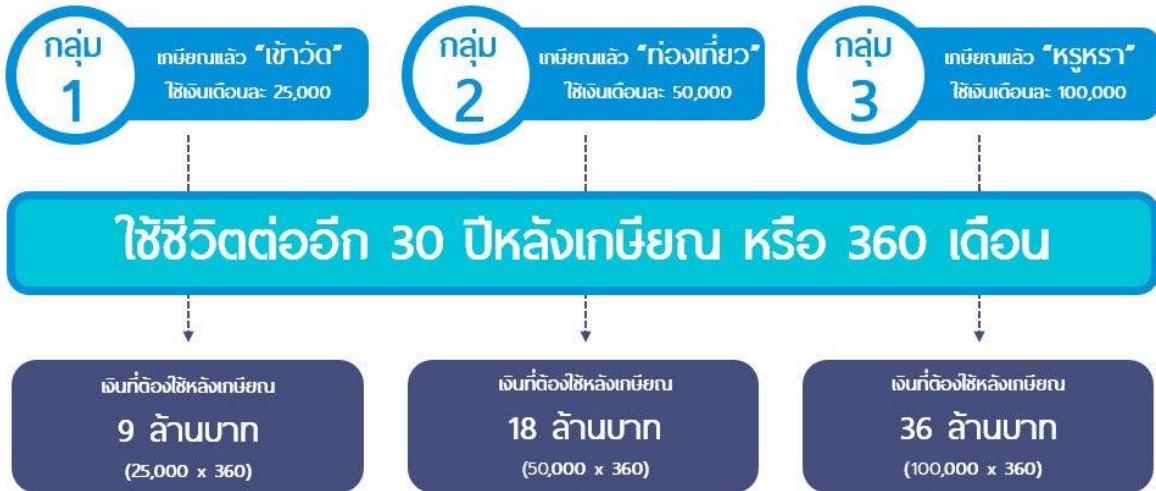 กลุ่ม
1
เกษียณแล้ว “เข้าวัด”
ใช้เงินเดือนละ 25,000
กลุ่ม
2
เกษียณแล้ว “ท่องเที่ยว”
ใช้เงินเดือนละ 50,000
กลุ่ม
3
เกษียณแล้ว “หรูหรา”
ใช้เงินเดือนละ 100,000
ใช้ชีวิตต่ออีก 30 ปีหลังเกษียณ หรือ 360 เดือน
เงินที่ต้องใช้หลังเกษียณ
9 ล้านบาท
(25,000 x 360)
เงินที่ต้องใช้หลังเกษียณ
18 ล้านบาท
(50,000 x 360)
เงินที่ต้องใช้หลังเกษียณ
36 ล้านบาท
(100,000 x 360)